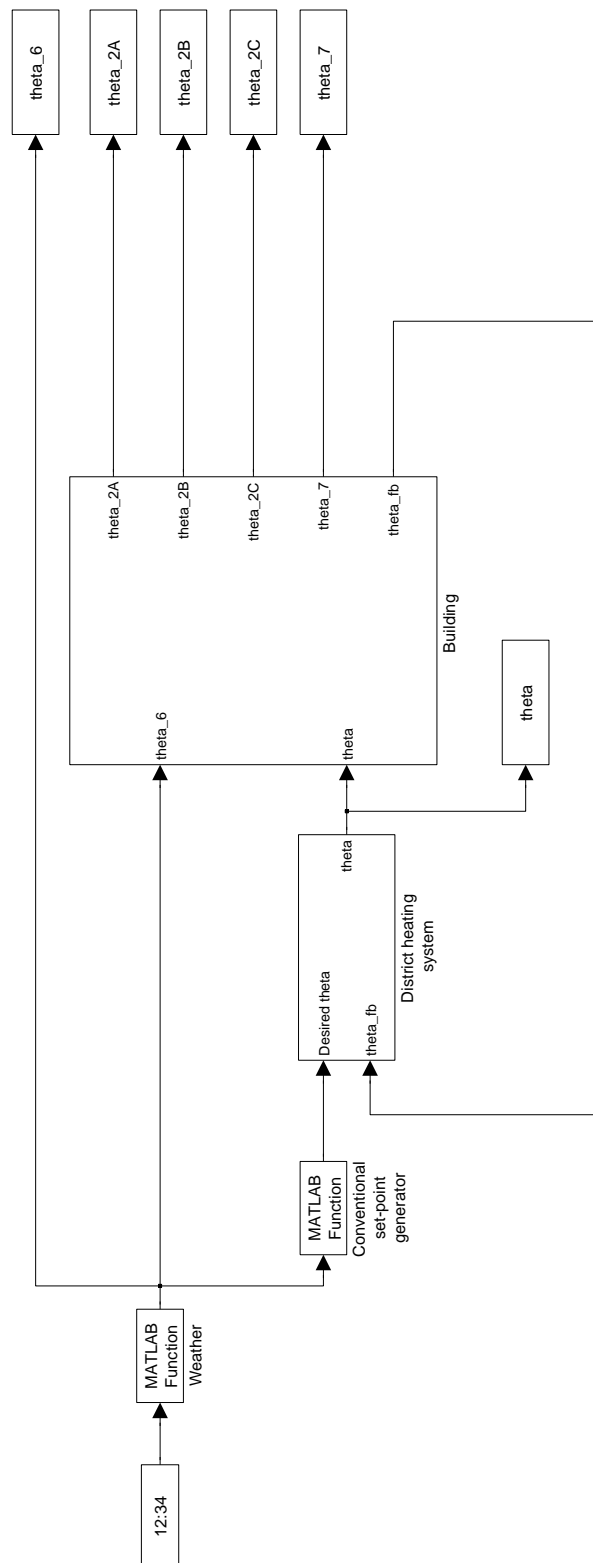 12:34
MATLAB
Function
Weather
MATLAB
Function
Conventional
set-point
generator
Desired theta
theta_fb
theta
District heating
system
theta
theta_6
theta
theta_2A
theta_2B
theta_2C
theta_7
theta_fb
Building
theta_6
theta_2A
theta_2B
theta_2C
theta_7